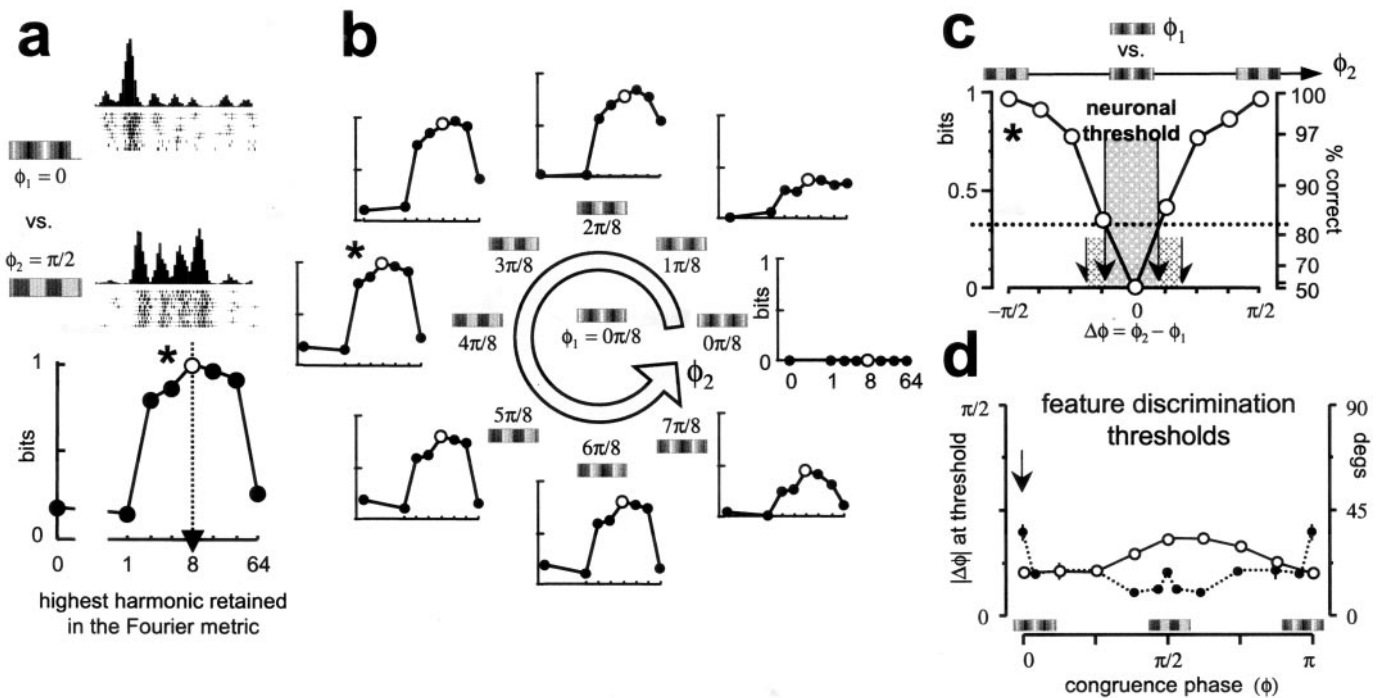 a
ϕ1 = 0
vs.
ϕ2 = π/2
*
1
bits
0
0
1
8
64
highest harmonic retained
in the Fourier metric
b
2π/8
3π/8
1π/8
*
4π/8
ϕ1 = 0π/8
0π/8
ϕ2
1
bits
0
0
1
8
64
5π/8
6π/8
7π/8
c
ϕ1
vs.
ϕ2
1
bits
0.5
0
*
neuronal
threshold
100
97
90
80
70
50
% correct
−π/2
0
π/2
Δϕ = ϕ2 − ϕ1
d
feature discrimination
thresholds
π/2
|Δϕ| at threshold
0
90
degs
45
0
0
π/2
π
congruence phase (ϕ)